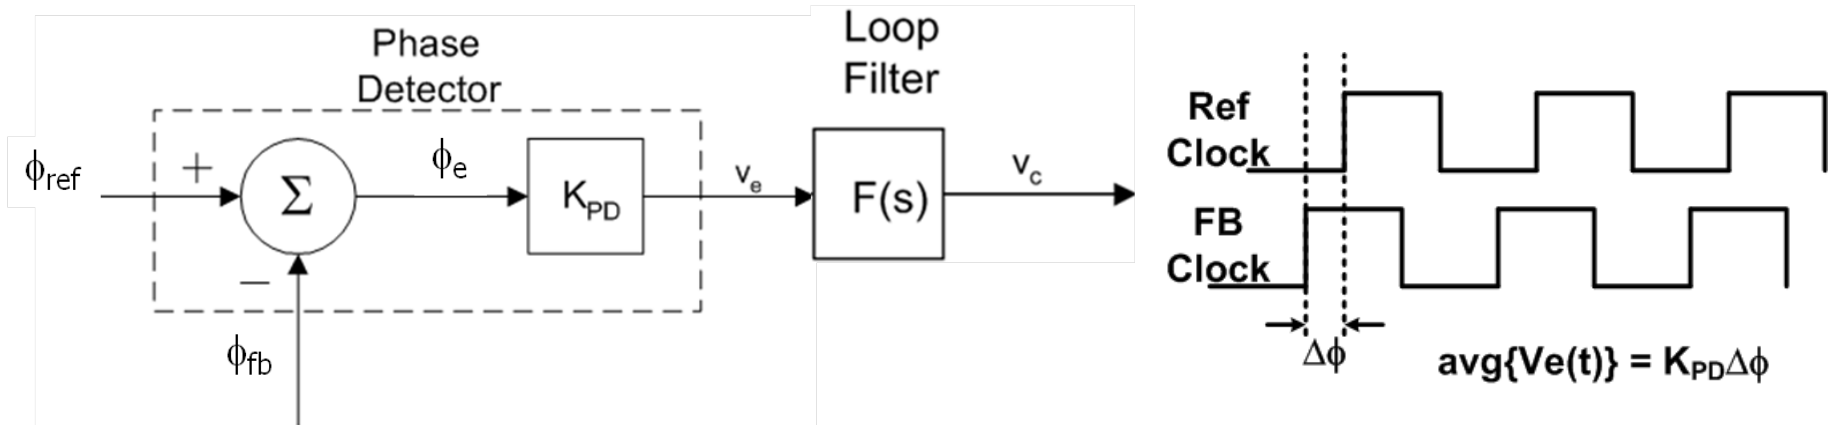 Phase
Detector
Loop
Filter
ϕref
+
Σ
ϕe
KPD
ve
F(s)
vc
−
ϕfb
Ref
Clock
FB
Clock
Δϕ
avg{Ve(t)} = KPDΔϕ